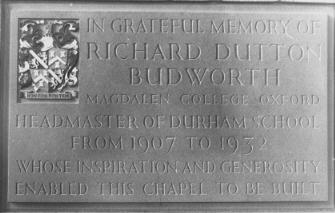 IN GRATEFUL MEMORY OF
RICHARD DUTTON
BUDWORTH
MAGDALEN COLLEGE OXFORD
HEADMASTER OF DURHAM SCHOOL
FROM 1907 TO 1932
WHOSE INSPIRATION AND GENEROSITY
ENABLED THIS CHAPEL TO BE BUILT